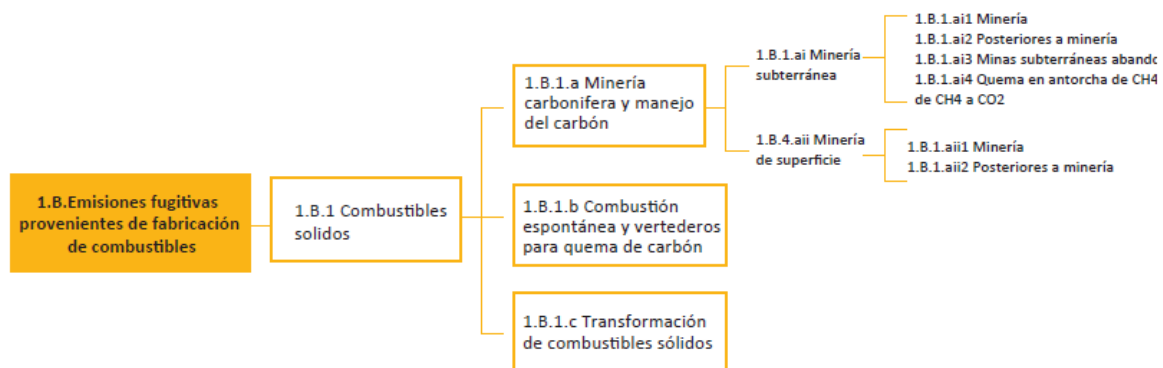 1.B.Emisiones fugitivas
provenientes de fabricación
de combustibles
1.B.1 Combustibles
solidos
1.B.1.a Minería
carbonifera y manejo
del carbón
1.B.1.ai Minería
subterránea
1.B.1.ai1 Minería
1.B.1.ai2 Posteriores a minería
1.B.1.ai3 Minas subterráneas abando
1.B.1.ai4 Quema en antorcha de CH4
de CH4 a CO2
1.B.4.aii Minería
de superficie
1.B.1.aii1 Minería
1.B.1.aii2 Posteriores a minería
1.B.1.b Combustión
espontánea y vertederos
para quema de carbón
1.B.1.c Transformación
de combustibles sólidos